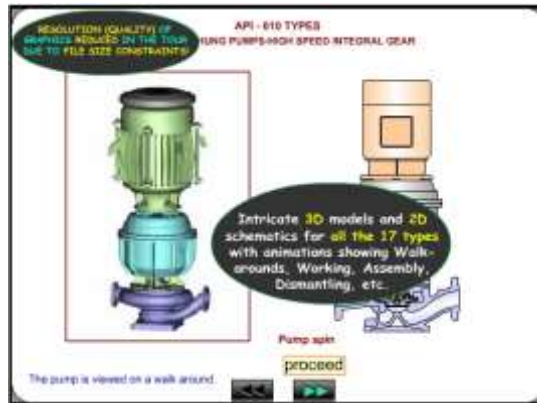 RESOLUTION (QUALITY) OF
GRAPHICS REDUCED IN THE TOUR
DUE TO FILE SIZE CONSTRAINTS!
API - 610 TYPES
HUNG PUMPS-HIGH SPEED INTEGRAL GEAR
Intricate 3D models and 2D
schematics for all the 17 types
with animations showing Walk-
arounds, Working, Assembly,
Dismantling, etc.
Pump spin
proceed
The pump is viewed on a walk around.